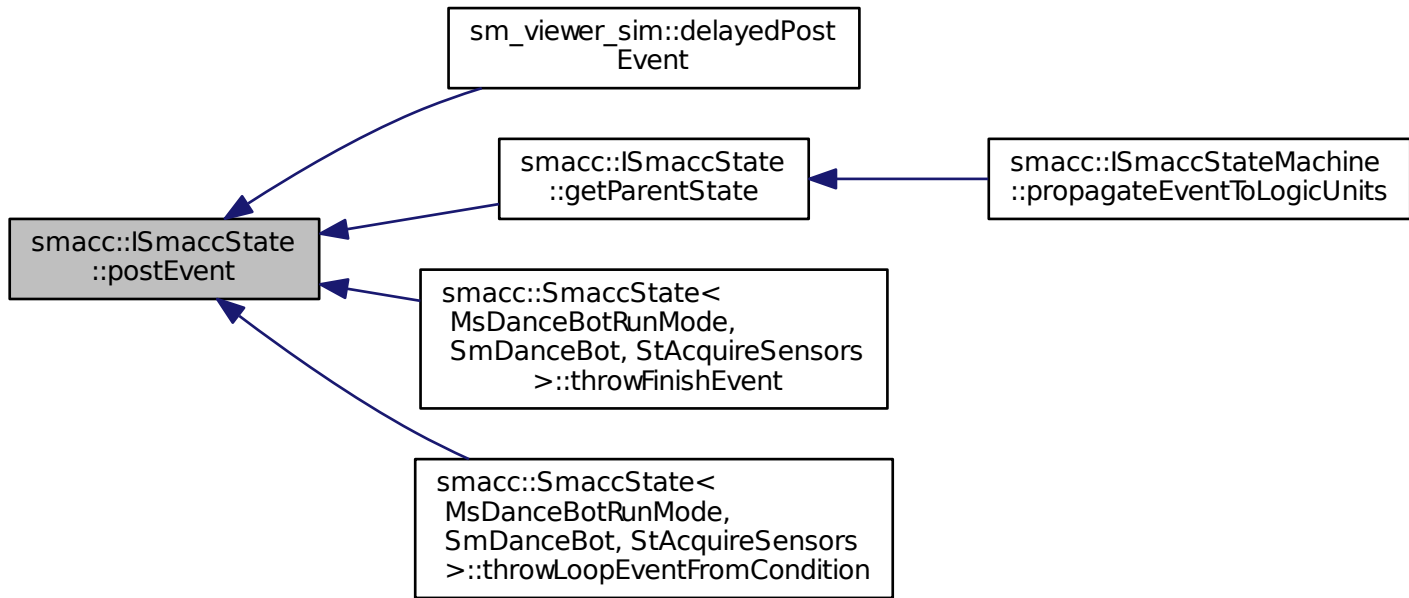 sm_viewer_sim::delayedPost
Event
smacc::ISmaccState
::getParentState
smacc::ISmaccStateMachine
::propagateEventToLogicUnits
smacc::ISmaccState
::postEvent
smacc::SmaccState<
MsDanceBotRunMode,
SmDanceBot, StAcquireSensors
>::throwFinishEvent
smacc::SmaccState<
MsDanceBotRunMode,
SmDanceBot, StAcquireSensors
>::throwLoopEventFromCondition